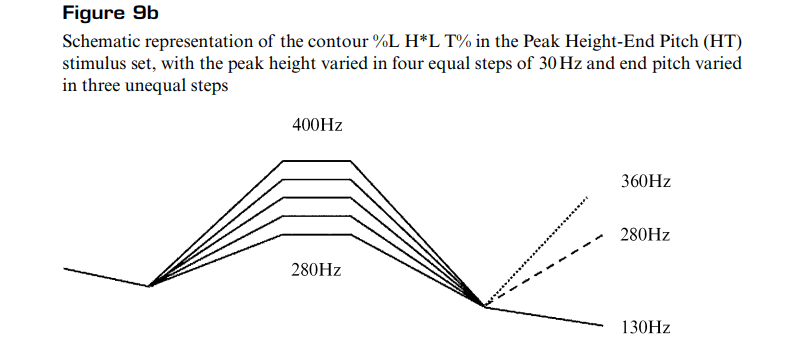 Figure 9b
Schematic representation of the contour %L H*L T% in the Peak Height-End Pitch (HT)
stimulus set, with the peak height varied in four equal steps of 30 Hz and end pitch varied
in three unequal steps
400Hz
360Hz
280Hz
280Hz
130Hz